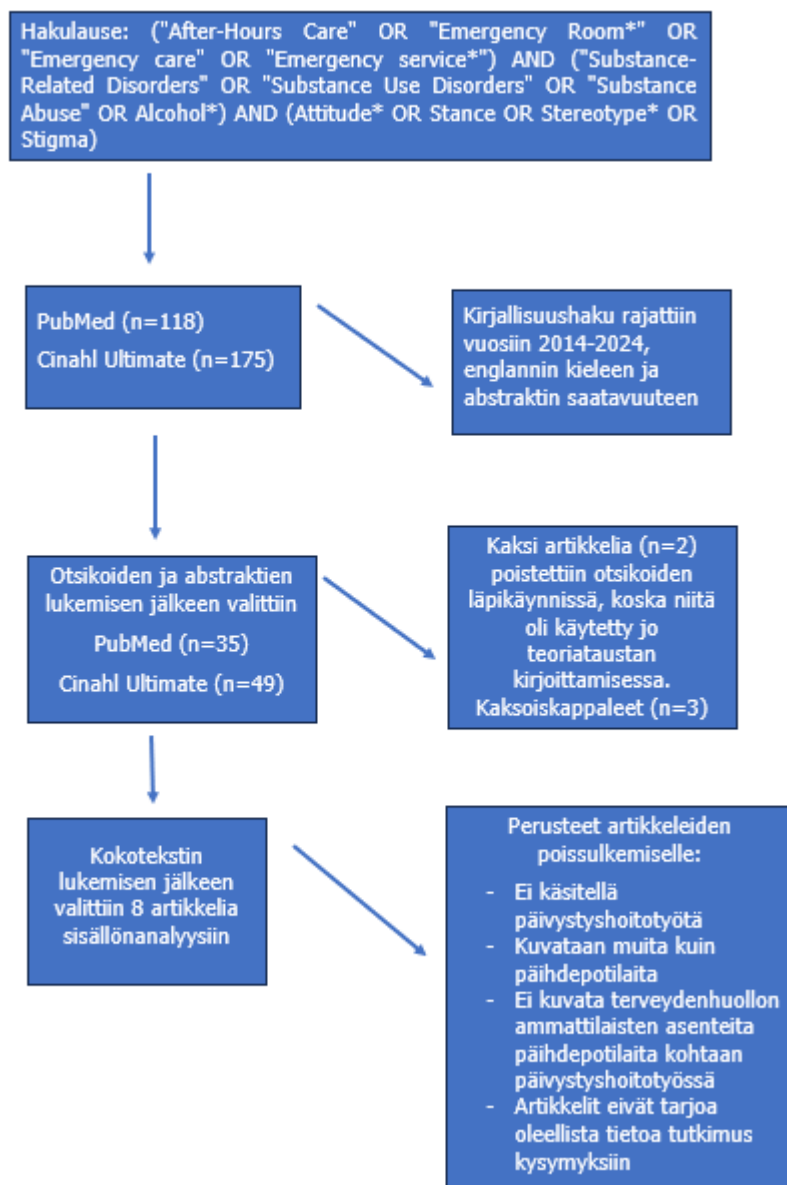 Hakulause: ("After-Hours Care" OR "Emergency Room*" OR
"Emergency care" OR "Emergency service*") AND ("Substance-
Related Disorders" OR "Substance Use Disorders" OR "Substance
Abuse" OR Alcohol*) AND (Attitude* OR Stance OR Stereotype* OR
Stigma)
PubMed (n=118)
Cinahl Ultimate (n=175)
Kirjallisuushaku rajattiin
vuosiin 2014-2024,
englannin kieleen ja
abstraktin saatavuuteen
Otsikoiden ja abstraktien
lukemisen jälkeen valittiin
PubMed (n=35)
Cinahl Ultimate (n=49)
Kaksi artikkelia (n=2)
poistettiin otsikoiden
läpikäynnissä, koska niitä
oli käytetty jo
teoriataustan
kirjoittamisessa.
Kaksoiskappaleet (n=3)
Kokotekstin
lukemisen jälkeen
valittiin 8 artikkelia
sisällönanalyysiin
Perusteet artikkeleiden
poissulkemiselle:
- Ei käsitellä
päivystyshoitotyötä
- Kuvataan muita kuin
päihdepotilaita
- Ei kuvata terveydenhuollon
ammattilaisten asenteita
päihdepotilaita kohtaan
päivystyshoitotyössä
- Artikkelit eivät tarjoa
oleellista tietoa tutkimus
kysymyksiin